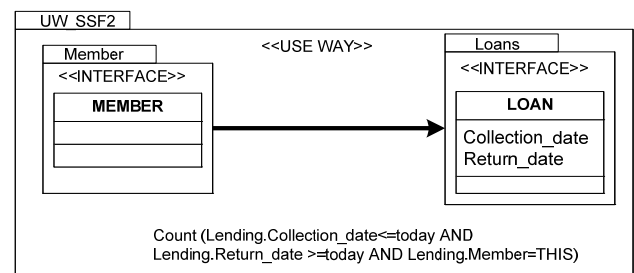 UW_SSF2
<<USE WAY>>
Member
<<INTERFACE>>
MEMBER
Loans
<<INTERFACE>>
LOAN
Collection_date
Return_date
Count (Lending.Collection_date<=today AND
Lending.Return_date >=today AND Lending.Member=THIS)